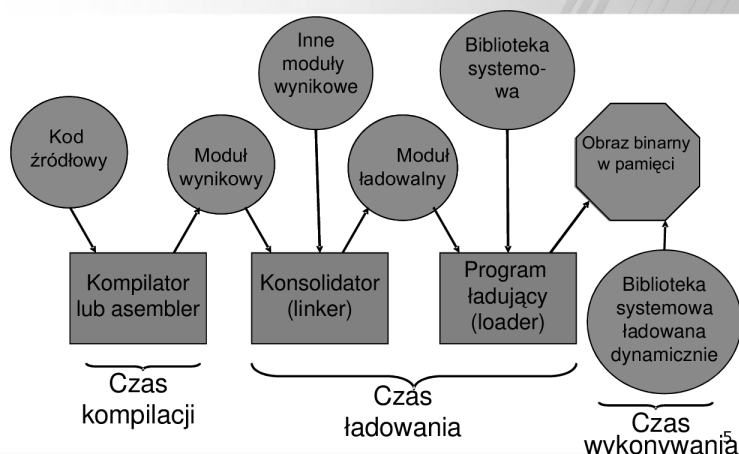 Kod
źródłowy
Moduł
wynikowy
Inne
moduły
wynikowe
Moduł
ładowalny
Biblioteka
systemo-
wa
Obraz binarny
w pamięci
Kompilator
lub asembler
Konsolidator
(linker)
Program
ładujący
(loader)
Biblioteka
systemowa
ładowana
dynamicznie
Czas
kompilacji
Czas
ładowania
Czas
wykonywania
5